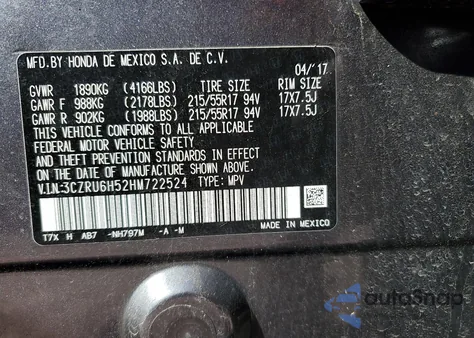 MFD.BY HONDA DE MEXICO S.A. DE C.V.
04/'17
GVWR 1890KG (4166LBS) TIRE SIZE RIM SIZE
GAWR F 988KG (2178LBS) 215/55R17 94V 17X7.5J
GAWR R 902KG (1988LBS) 215/55R17 94V 17X7.5J
THIS VEHICLE CONFORMS TO ALL APPLICABLE
FEDERAL MOTOR VEHICLE
SAFETY AND THEFT PREVENTION STANDARDS IN
EFFECT ON THE DATE OF MANUFACTURE SHOWN ABOVE.
V.I.N:3CZRU6H52HM722524 TYPE: MPV
T7X H AB7 -NH797M -A -M MADE IN MEXICO
autoSnap